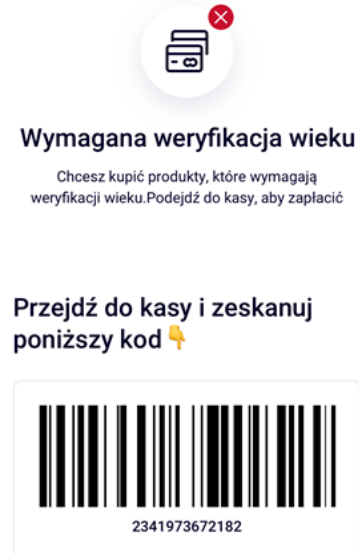 Wymagana weryfikacja wieku
Chcesz kupić produkty, które wymagają
weryfikacji wieku.Podejdź do kasy, aby zapłacić
Przejdź do kasy i zeskanuj
poniższy kod👇
2341973672182